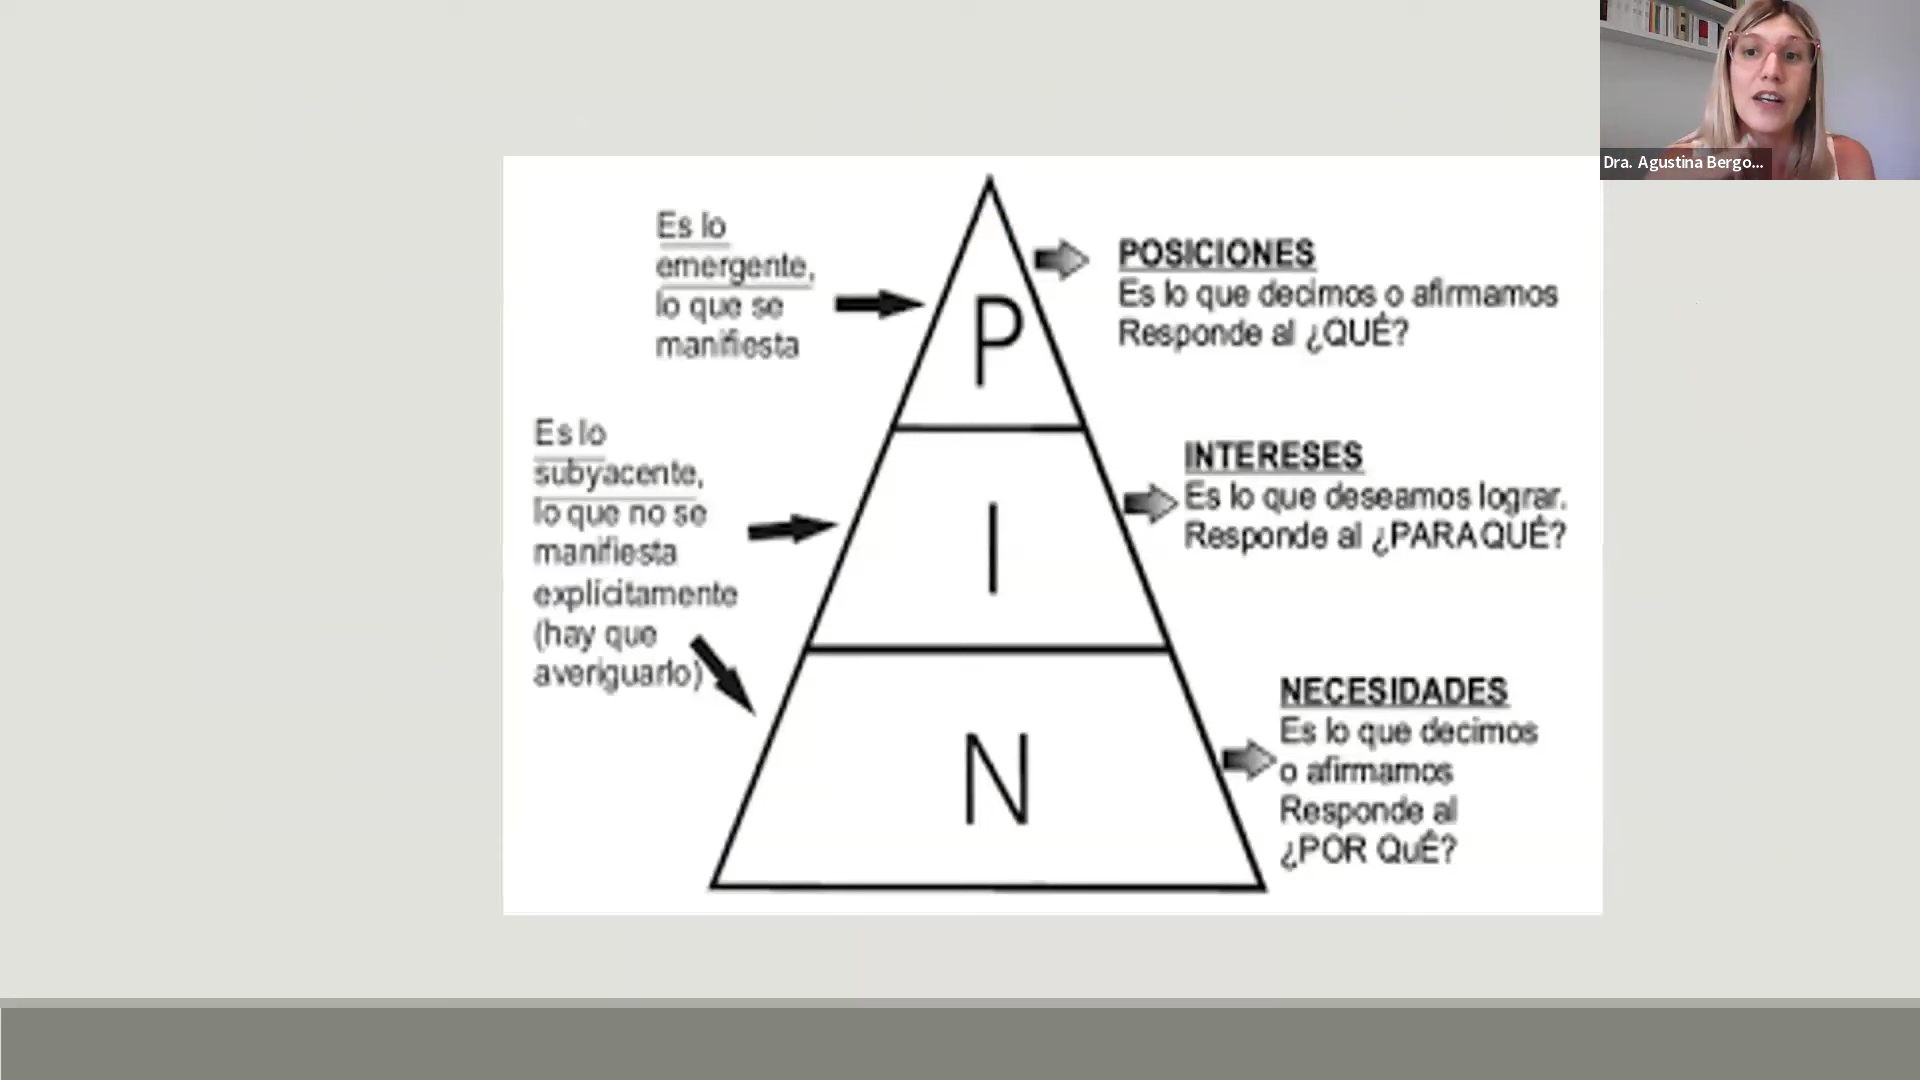 Dra. Agustina Bergo...
Es lo
emergente,
lo que se
manifiesta
P
POSICIONES
Es lo que decimos o afirmamos
Responde al ¿QUÉ?
Es lo
subyacente,
lo que no se
manifiesta
explícitamente
(hay que
averiguarlo)
I
INTERESES
Es lo que deseamos lograr.
Responde al ¿PARA QUÉ?
N
NECESIDADES
Es lo que decimos
o afirmamos
Responde al
¿POR QuÉ?